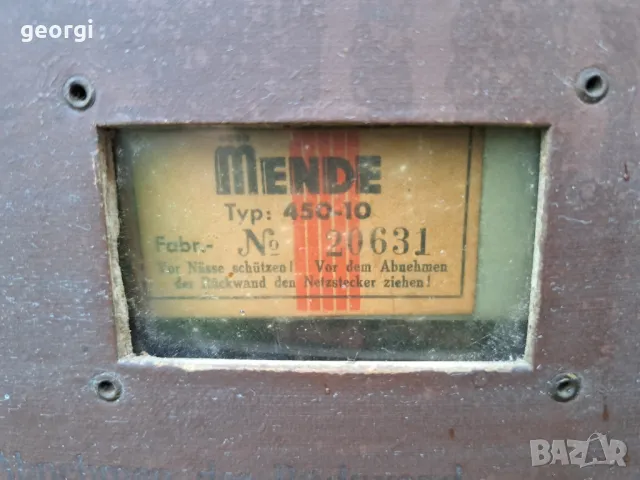 georgi
MENDE
Typ: 450-10
Fabr.- № 20631
Vor Nässe schützen! Vor dem Abnehmen
der Rückwand den Netzstecker ziehen!
BAZAR